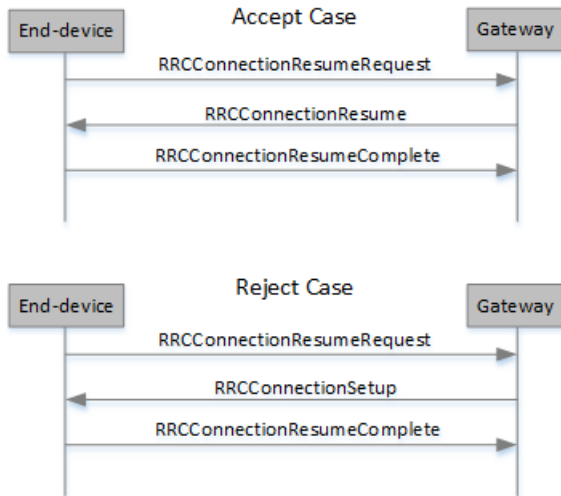 Accept Case
End-device
Gateway
RRCConnectionResumeRequest
RRCConnectionResume
RRCConnectionResumeComplete
Reject Case
End-device
Gateway
RRCConnectionResumeRequest
RRCConnectionSetup
RRCConnectionResumeComplete